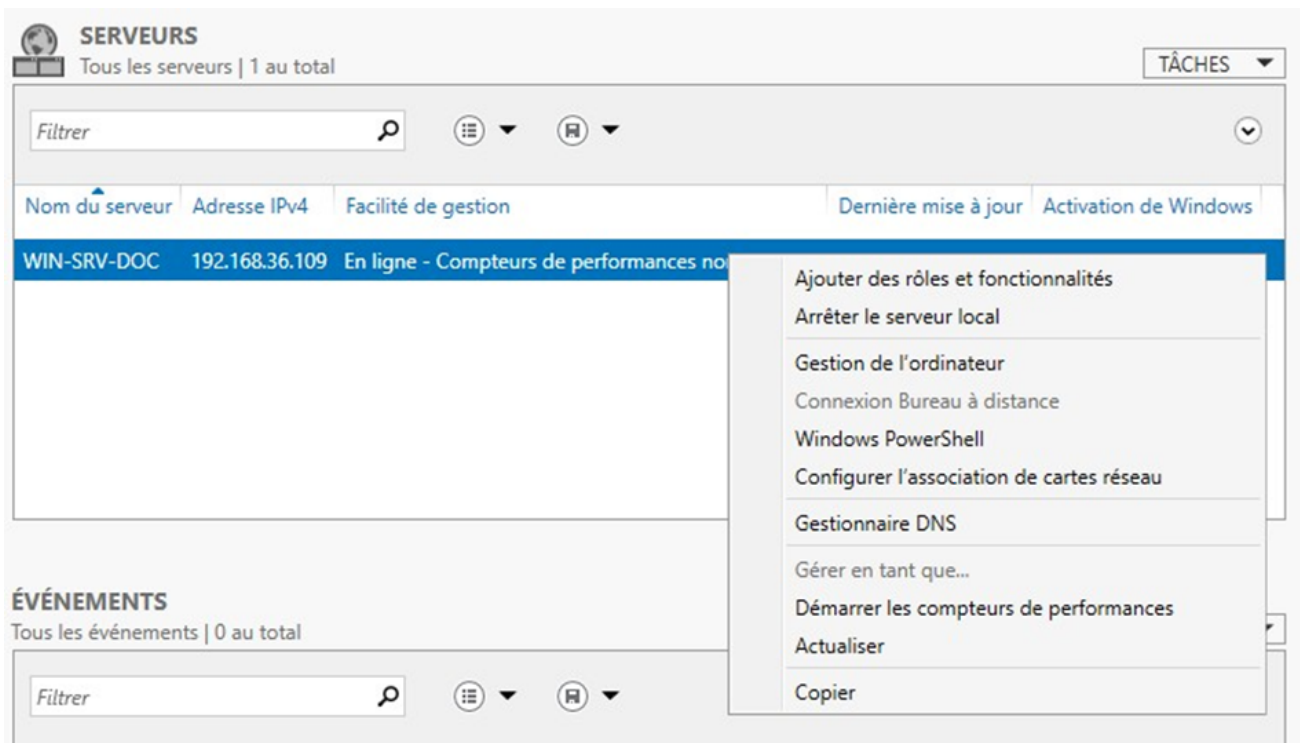 SERVEURS
Tous les serveurs | 1 au total
TÂCHES
Filtrer
Nom du serveur Adresse IPv4 Facilité de gestion Dernière mise à jour Activation de Windows
WIN-SRV-DOC 192.168.36.109 En ligne - Compteurs de performances
Ajouter des rôles et fonctionnalités
Arrêter le serveur local
Gestion de l'ordinateur
Connexion Bureau à distance
Windows PowerShell
Configurer l'association de cartes réseau
Gestionnaire DNS
Gérer en tant que...
Démarrer les compteurs de performances
Actualiser
Copier
ÉVÉNEMENTS
Tous les événements | 0 au total
Filtrer